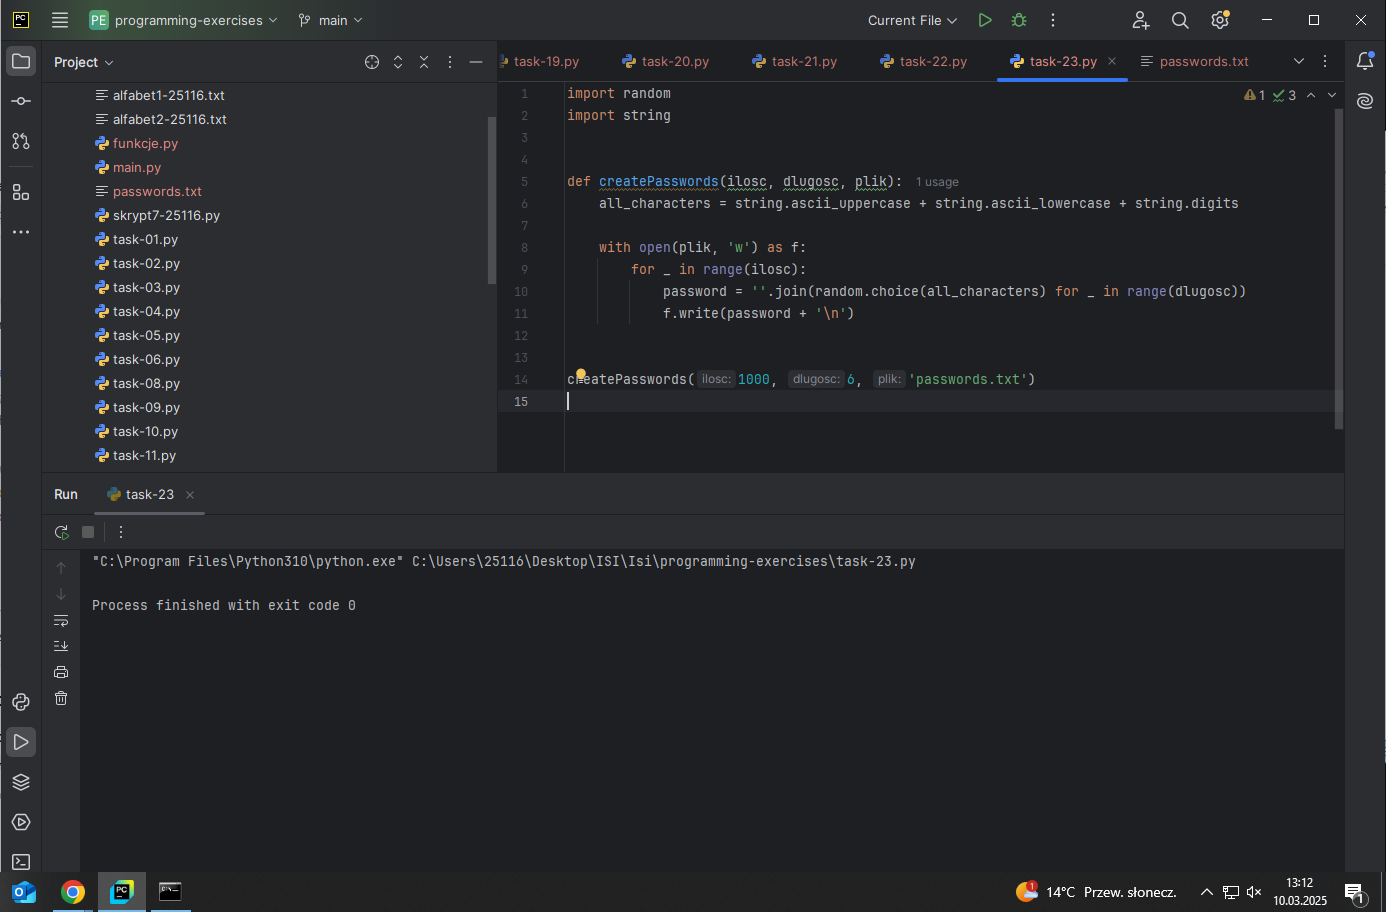 PC
PE programming-exercises
main
Current File
Project
task-19.py
task-20.py
task-21.py
task-22.py
task-23.py
passwords.txt
alfabet1-25116.txt
alfabet2-25116.txt
funkcje.py
main.py
passwords.txt
skrypt7-25116.py
task-01.py
task-02.py
task-03.py
task-04.py
task-05.py
task-06.py
task-08.py
task-09.py
task-10.py
task-11.py
1 3
1 import random
2 import string
3
4
5 def createPasswords(ilosc, dlugosc, plik): 1 usage
6 all_characters = string.ascii_uppercase + string.ascii_lowercase + string.digits
7
8 with open(plik, 'w') as f:
9 for _ in range(ilosc):
10 password = ''.join(random.choice(all_characters) for _ in range(dlugosc))
11 f.write(password + '\n')
12
13
14 createPasswords( ilosc: 1000, dlugosc: 6, plik: 'passwords.txt')
15
Run
task-23
"C:\Program Files\Python310\python.exe" C:\Users\25116\Desktop\ISI\Isi\programming-exercises\task-23.py
Process finished with exit code 0
PC
1
14°C Przew. słonecz.
13:12
10.03.2025
1